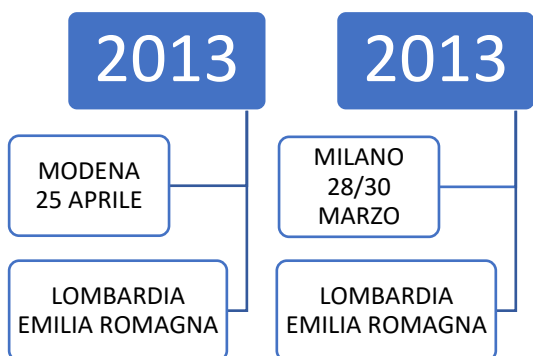 2013
MODENA
25 APRILE
LOMBARDIA
EMILIA ROMAGNA
2013
MILANO
28/30
MARZO
LOMBARDIA
EMILIA ROMAGNA